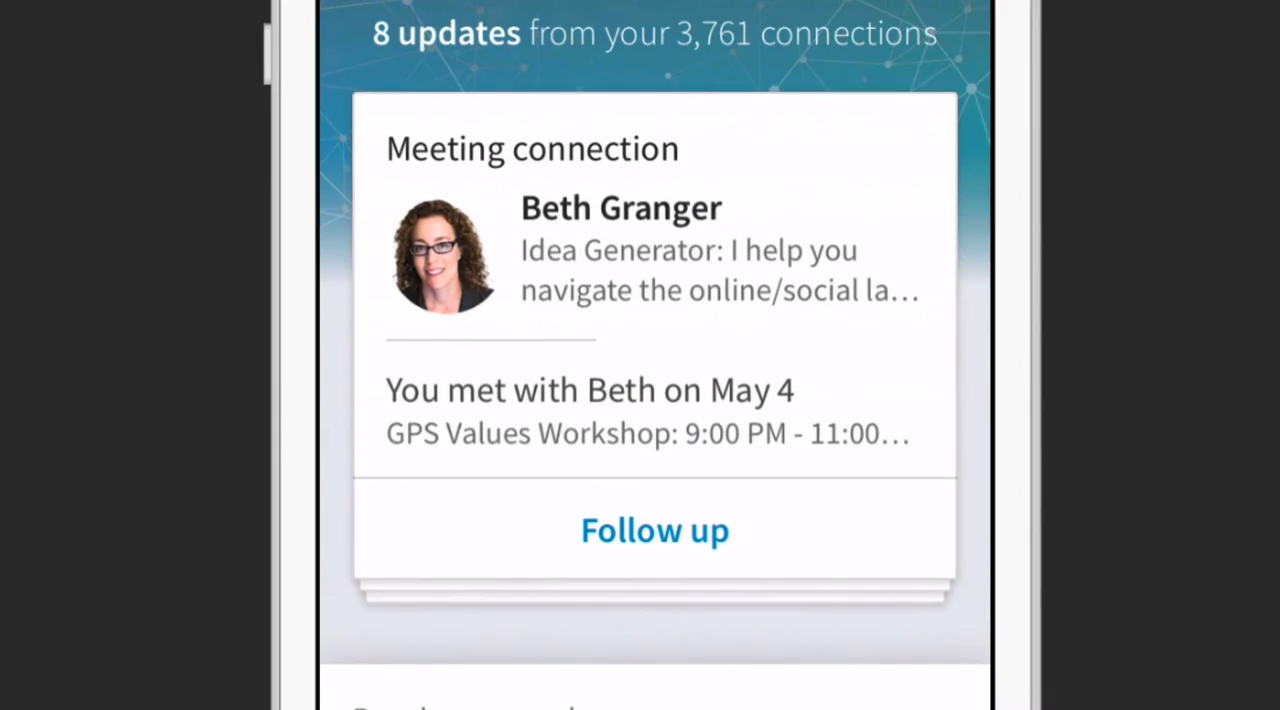 8 updates from your 3,761 connections
Meeting connection
Beth Granger
Idea Generator: I help you
navigate the online/social la…
You met with Beth on May 4
GPS Values Workshop: 9:00 PM - 11:00…
Follow up